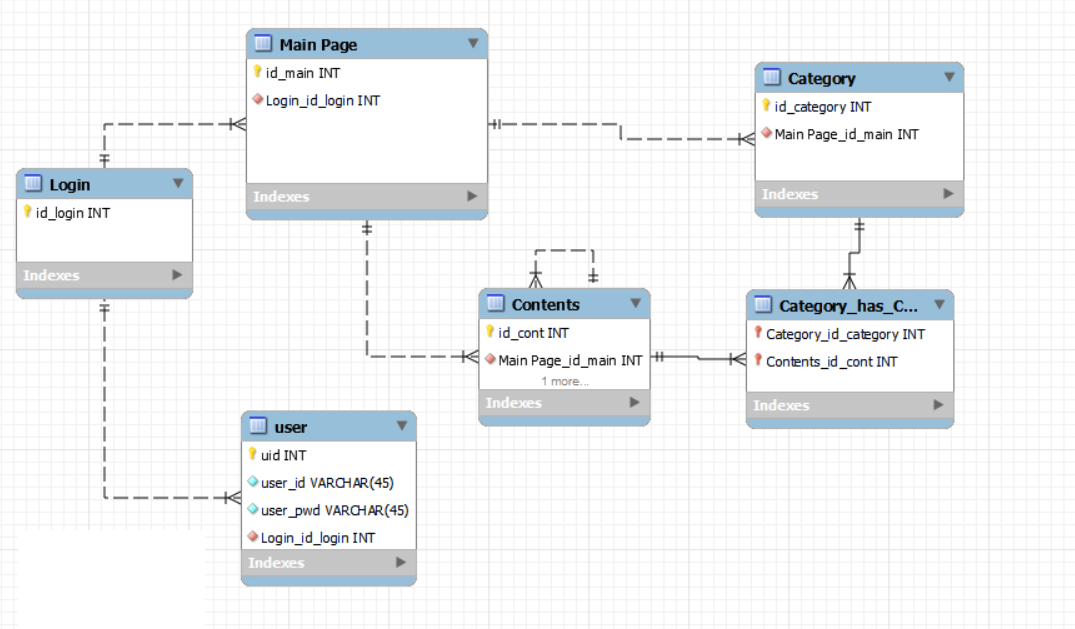 Main Page
id_main INT
Login_id_login INT
Indexes
Category
id_category INT
Main Page_id_main INT
Indexes
Login
id_login INT
Indexes
Contents
id_cont INT
Main Page_id_main INT
1 more...
Indexes
Category_has_C...
Category_id_category INT
Contents_id_cont INT
Indexes
user
uid INT
user_id VARCHAR(45)
user_pwd VARCHAR(45)
Login_id_login INT
Indexes